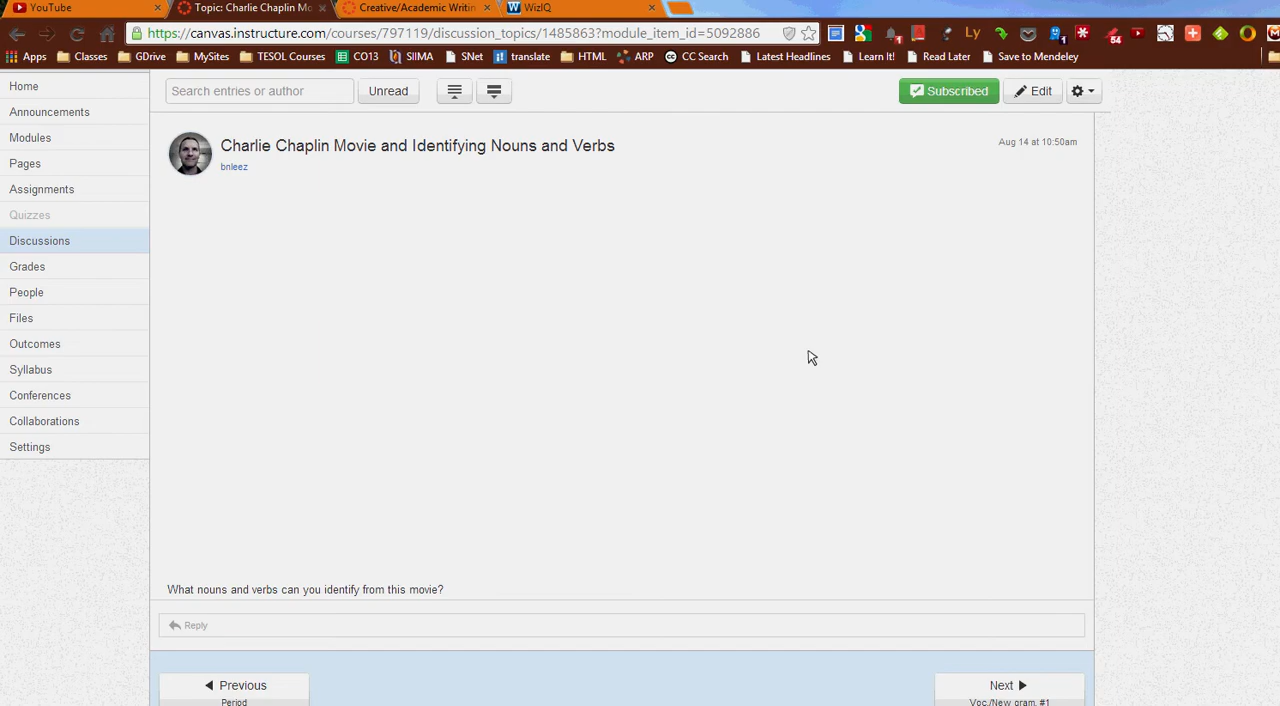 YouTube
Topic: Charlie Chaplin Mo
Creative/Academic Writin
WizIQ
https://canvas.instructure.com/courses/797119/discussion_topics/1485863?module_item_id=5092886
Ly
1
54
1
Apps
Classes
GDrive
MySites
TESOL Courses
CO13
SIMA
SNet
translate
HTML
ARP
CC Search
Latest Headlines
Learn It!
Read Later
Save to Mendeley
Home
Announcements
Modules
Pages
Assignments
Quizzes
Discussions
Grades
People
Files
Outcomes
Syllabus
Conferences
Collaborations
Settings
Search entries or author
Unread
Subscribed
Edit
Charlie Chaplin Movie and Identifying Nouns and Verbs
Aug 14 at 10:50am
bnleez
What nouns and verbs can you identify from this movie?
Reply
Previous
Period
Next
Voc./New gram. #1